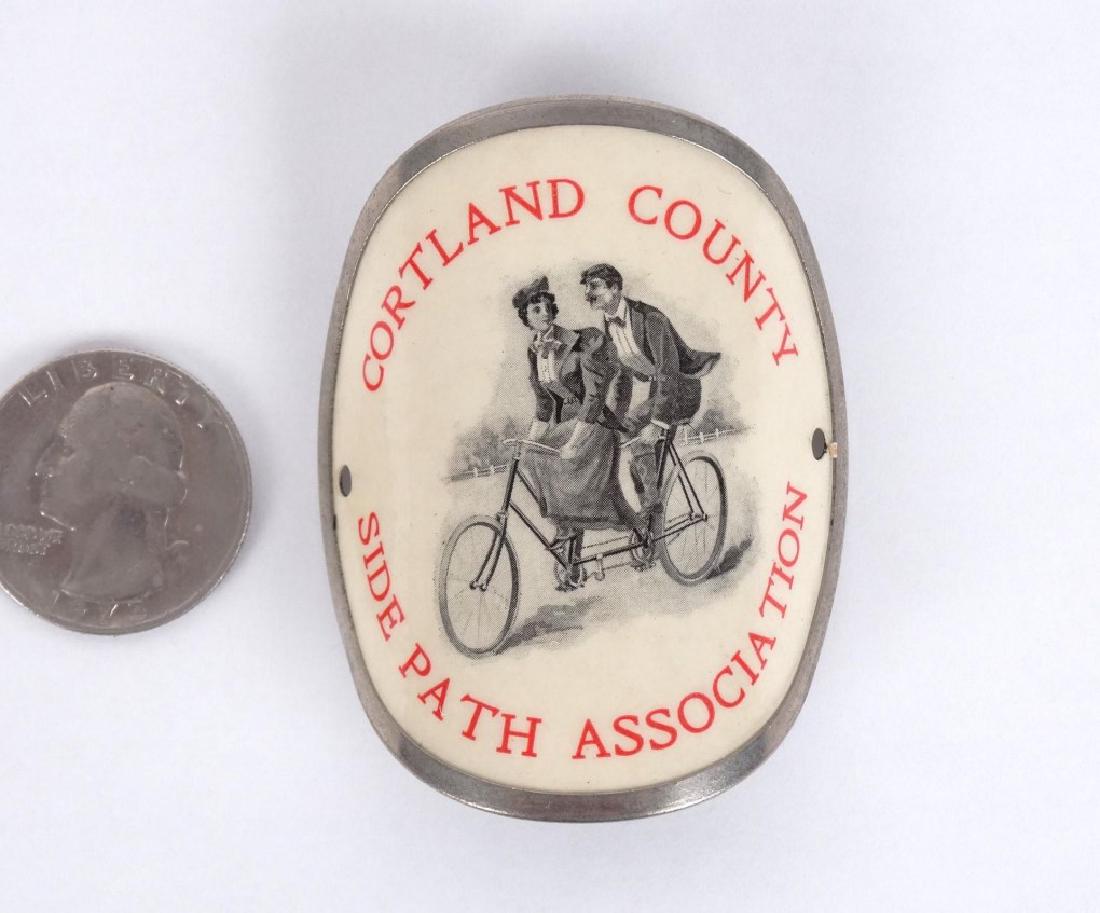 CORTLAND COUNTY
SIDE PATH ASSOCIATION
LIBERTY